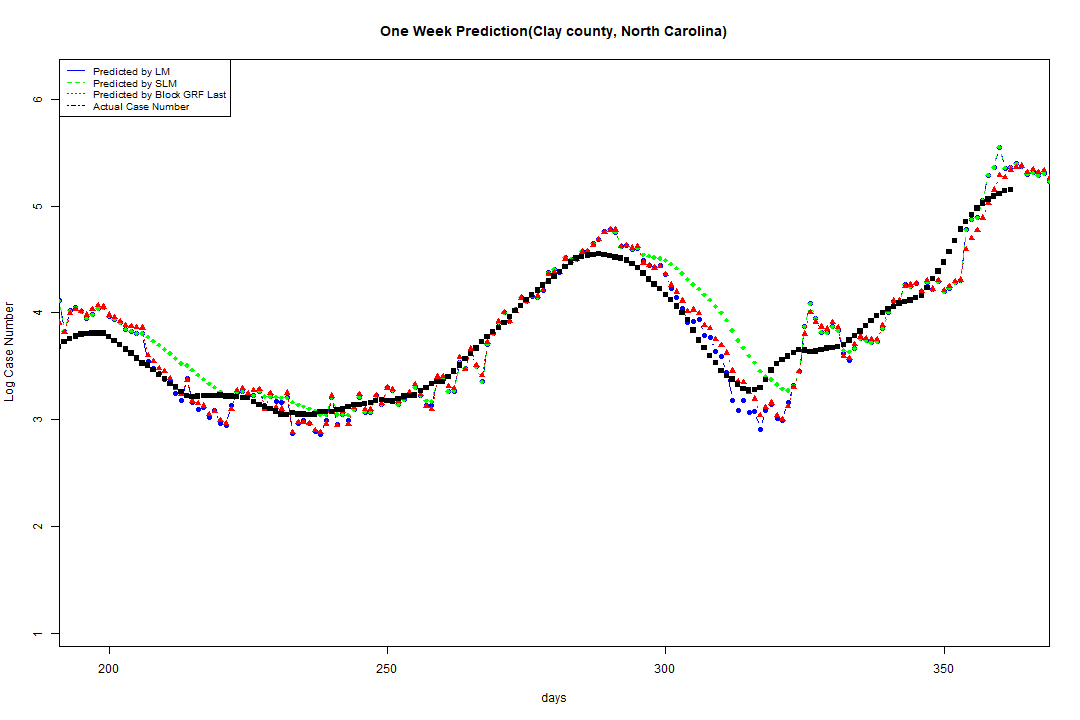 One Week Prediction(Clay county, North Carolina)
Predicted by LM
Predicted by SLM
Predicted by Block GRF Last
Actual Case Number
Log Case Number
6
5
4
3
2
1
200
250
300
350
days